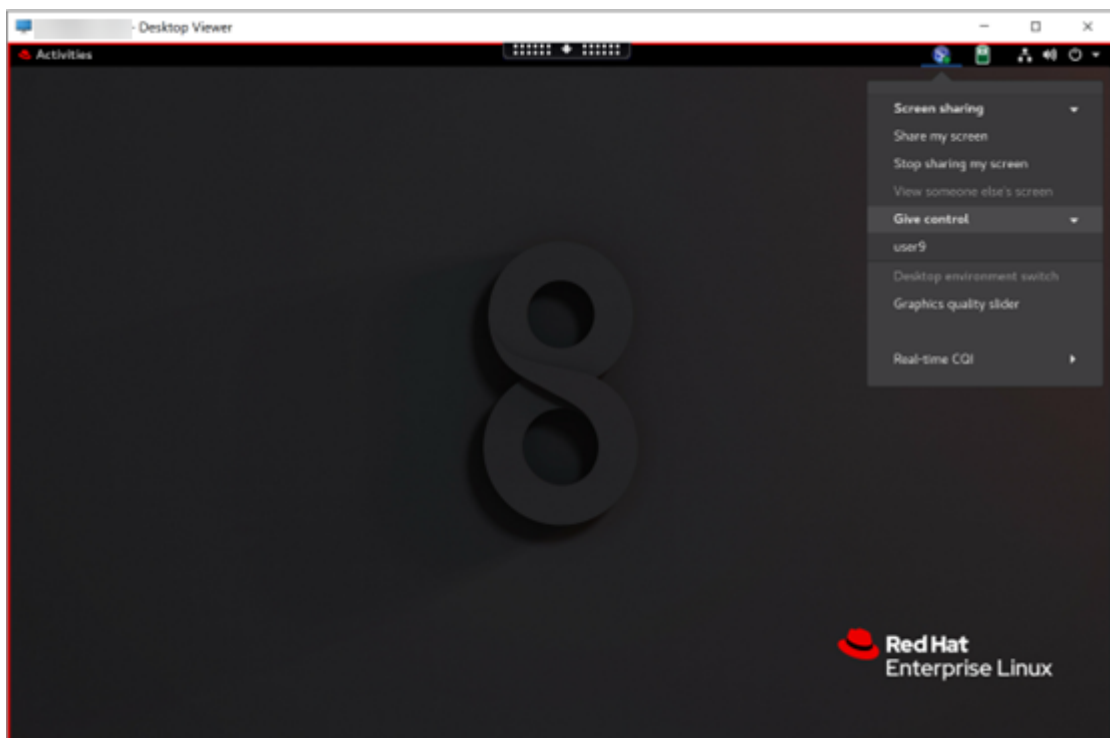 - Desktop Viewer
Activities
Screen sharing
Share my screen
Stop sharing my screen
View someone else's screen
Give control
user9
Desktop environment switch
Graphics quality slider
Real-time CQI
8
Red Hat
Enterprise Linux